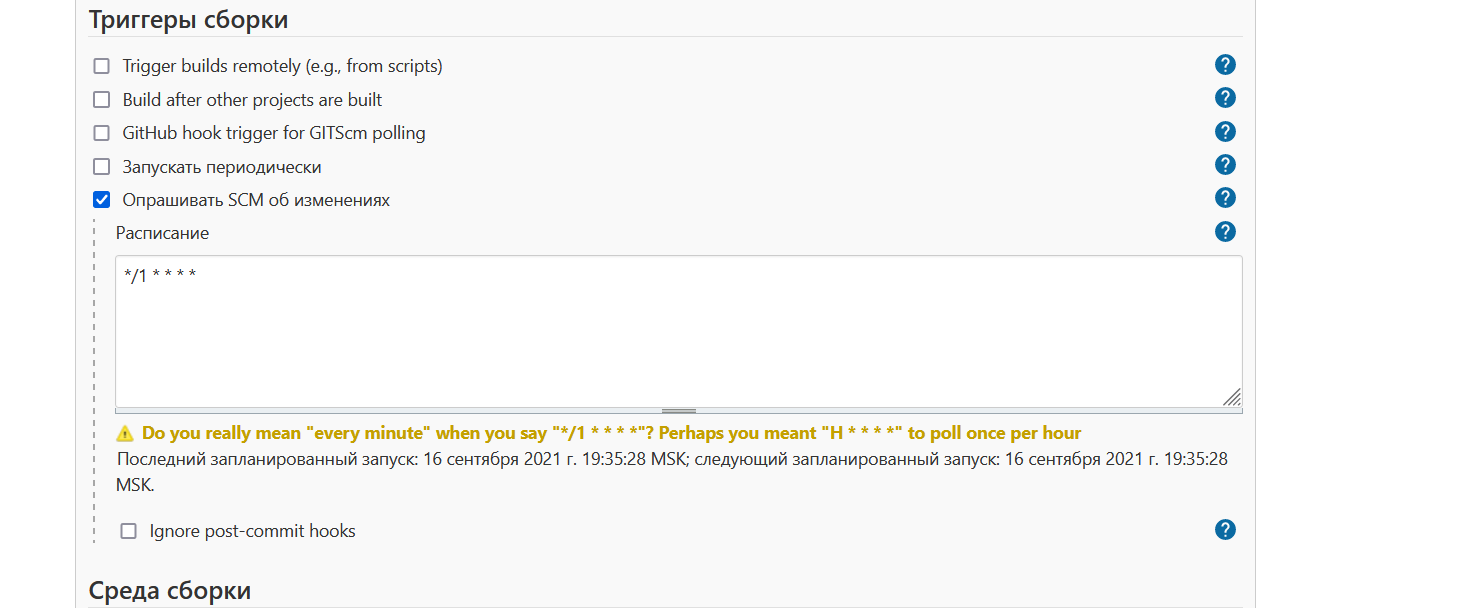 Триггеры сборки
Trigger builds remotely (e.g., from scripts)
?
Build after other projects are built
?
GitHub hook trigger for GITScm polling
?
Запускать периодически
?
Опрашивать SCM об изменениях
?
Расписание
?
*/1 * * * *
Do you really mean "every minute" when you say "*/1 * * * *"? Perhaps you meant "H * * * *" to poll once per hour
Последний запланированный запуск: 16 сентября 2021 г. 19:35:28 MSK; следующий запланированный запуск: 16 сентября 2021 г. 19:35:28
MSK.
Ignore post-commit hooks
?
Среда сборки